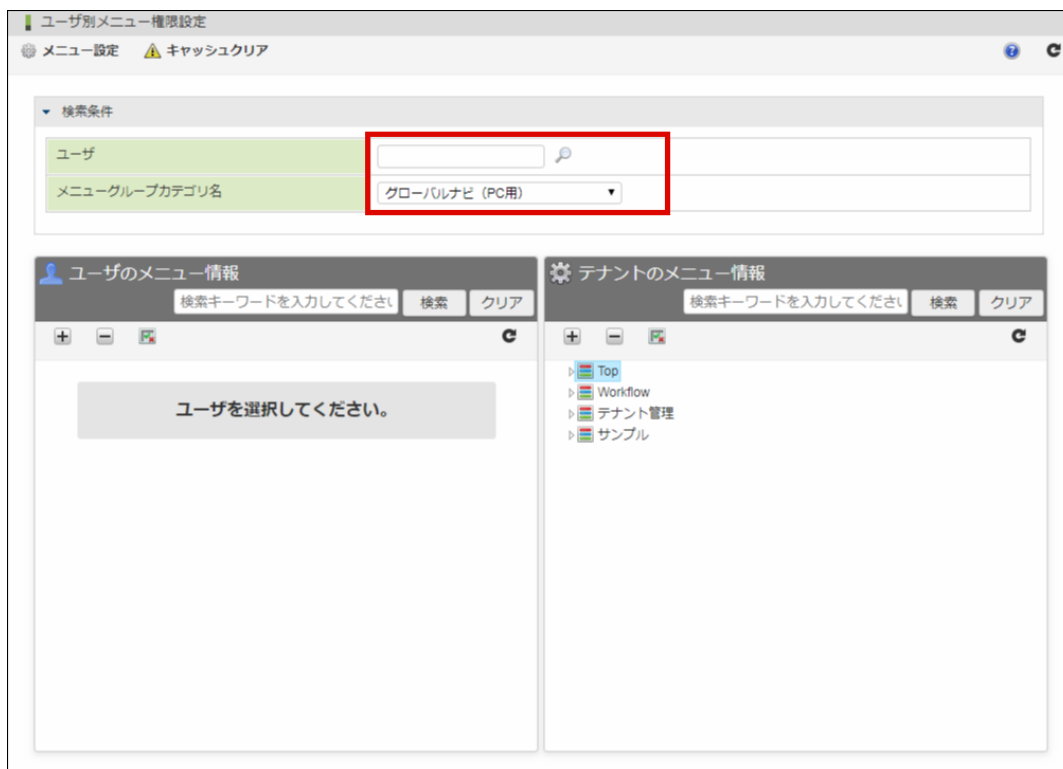 ユーザ別メニュー権限設定
メニュー設定 キャッシュクリア
検索条件
ユーザ
メニューグループカテゴリ名 グローバルナビ（PC用）
ユーザのメニュー情報
検索キーワードを入力してください 検索 クリア
ユーザを選択してください。
テナントのメニュー情報
検索キーワードを入力してください 検索 クリア
Top
Workflow
テナント管理
サンプル